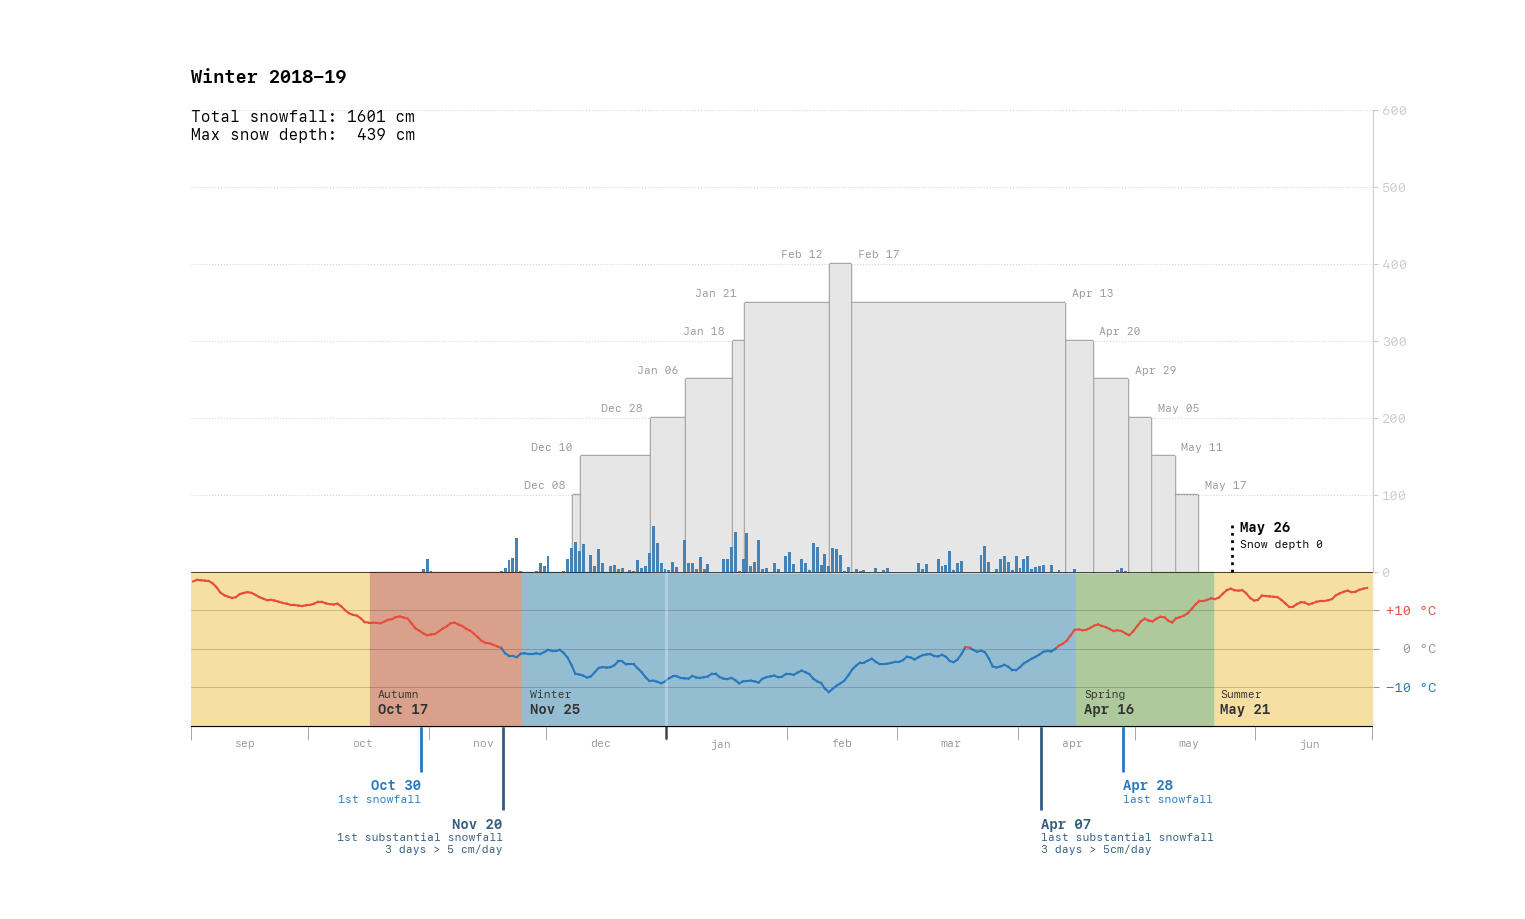 Winter 2018–19
Total snowfall: 1601 cm
Max snow depth:  439 cm
600
500
400
300
200
100
0
Feb 12
Feb 17
Jan 21
Apr 13
Jan 18
Apr 20
Jan 06
Apr 29
Dec 28
May 05
Dec 10
May 11
Dec 08
May 17
May 26
Snow depth 0
+10 °C
0 °C
−10 °C
Autumn
Oct 17
Winter
Nov 25
Spring
Apr 16
Summer
May 21
sep
oct
nov
dec
jan
feb
mar
apr
may
jun
Oct 30
1st snowfall
Apr 28
last snowfall
Nov 20
1st substantial snowfall
3 days > 5 cm/day
Apr 07
last substantial snowfall
3 days > 5cm/day